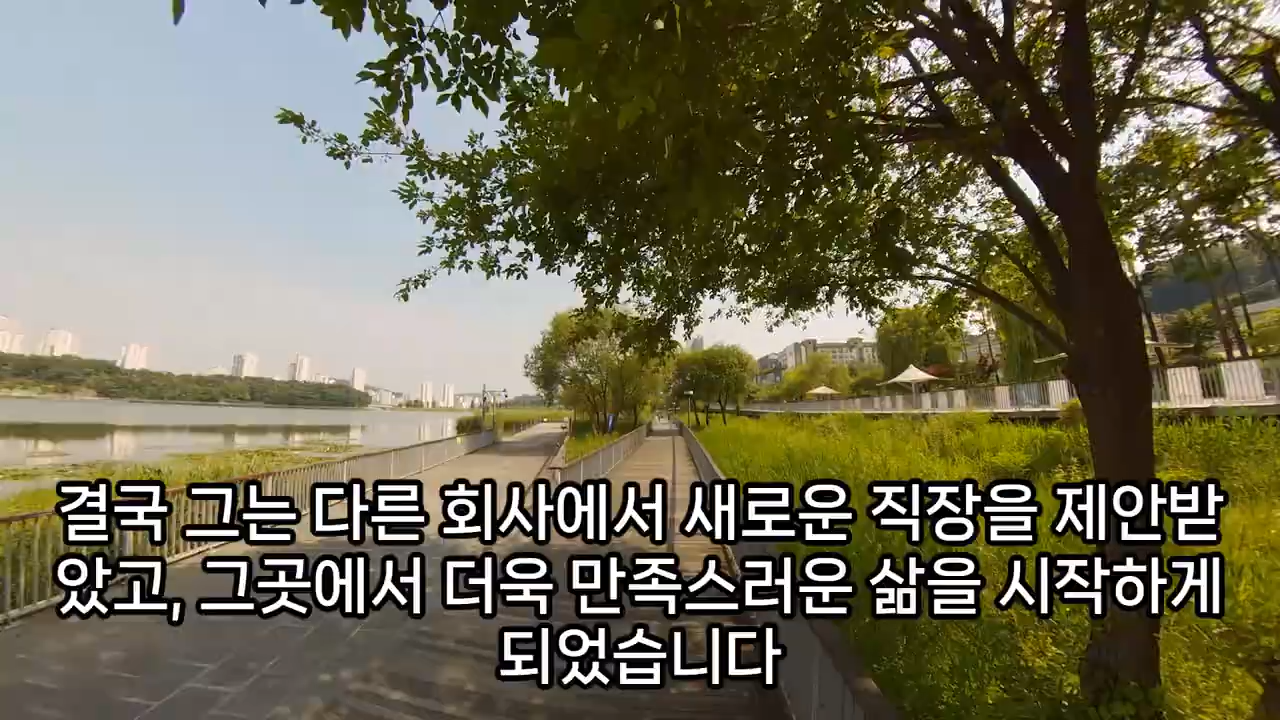 결국 그는 다른 회사에서 새로운 직장을 제안받
았고, 그곳에서 더욱 만족스러운 삶을 시작하게
되었습니다